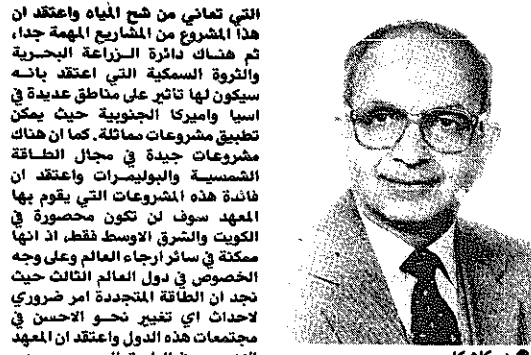 التي تعاني من شح المياه واعتقد ان
هذا المشروع من المشاريع المهمة جدا،
ثم هناك دائرة الزراعة البحرية
والثروة السمكية التي اعتقد بانه
سيكون لها تاثير على مناطق عديدة في
اسيا واميركا الجنوبية حيث يمكن
تطبيق مشروعات مماثلة. كما ان هناك
مشروعات جيدة في مجال الطاقة
الشمسية والبوليمرات واعتقد ان
فائدة هذه المشروعات التي يقوم بها
المعهد سوف لن تكون محصورة في
الكويت والشرق الاوسط فقط، اذ انها
ممكنة في سائر ارجاء العالم وعلى وجه
الخصوص في دول العالم الثالث حيث
نجد ان الطاقة المتجددة امر ضروري
لاحداث اي تغيير نحو الاحسن في
مجتمعات هذه الدول واعتقد ان المعهد